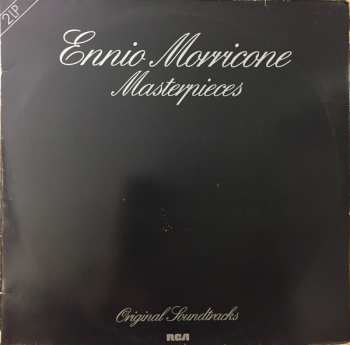 2LP
Ennio Morricone
Masterpieces
Original Soundtracks
RCA